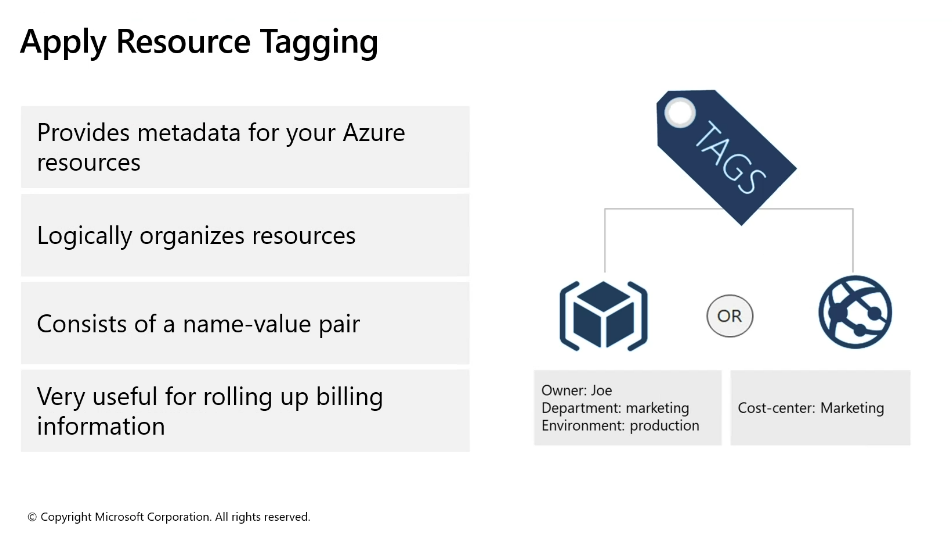 Apply Resource Tagging
Provides metadata for your Azure
resources
Logically organizes resources
Consists of a name-value pair
Very useful for rolling up billing
information
TAGS
OR
Owner: Joe
Department: marketing
Environment: production
Cost-center: Marketing
© Copyright Microsoft Corporation. All rights reserved.